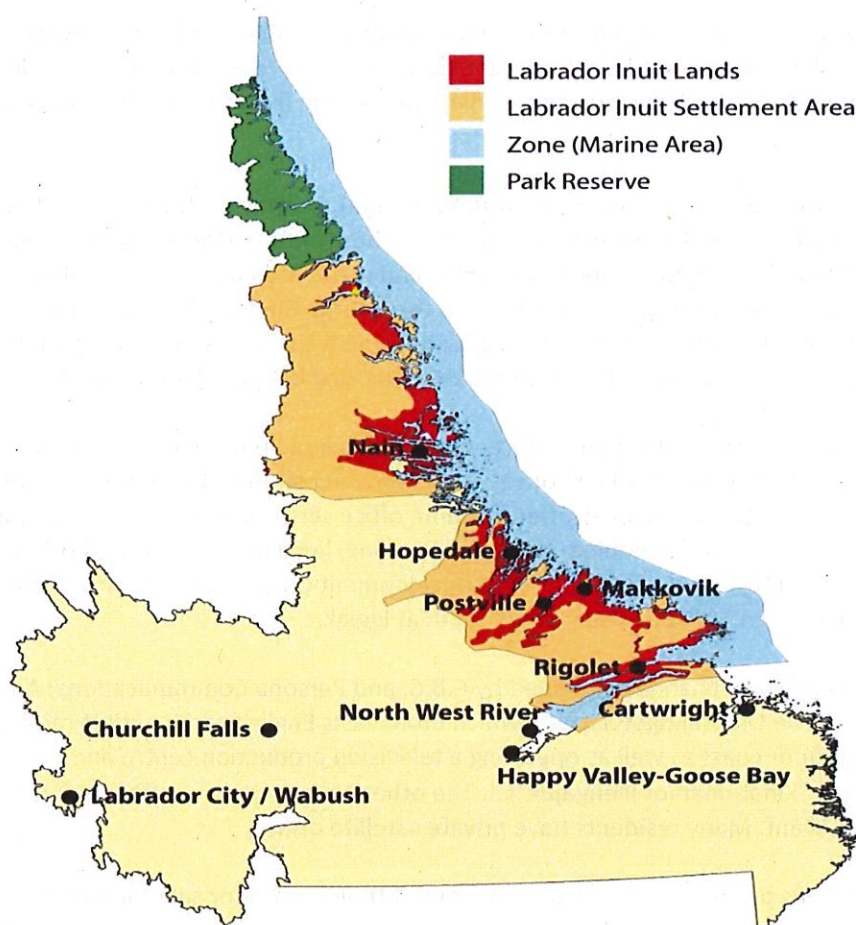 Labrador Inuit Lands
Labrador Inuit Settlement Area
Zone (Marine Area)
Park Reserve
Nain
Hopedale
Makkovik
Postville
Rigolet
North West River
Cartwright
Churchill Falls
Happy Valley-Goose Bay
Labrador City / Wabush